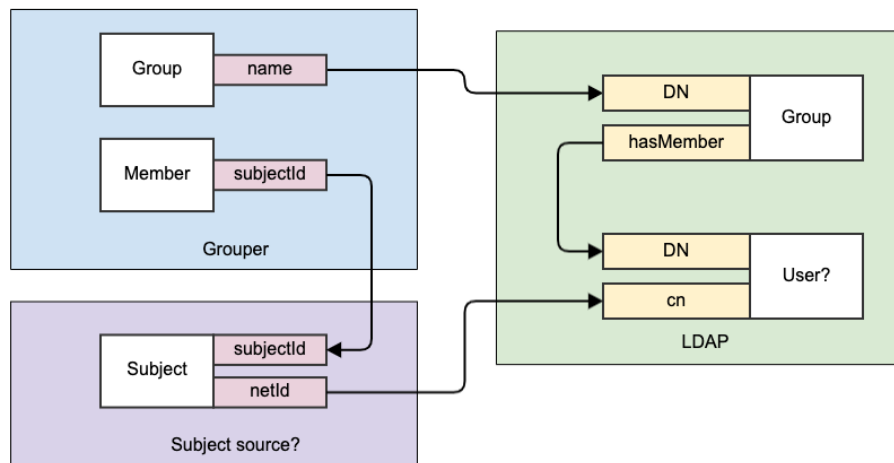 Group
name
Member
subjectId
Grouper
Subject
subjectId
netId
Subject source?
DN
Group
hasMember
DN
User?
cn
LDAP